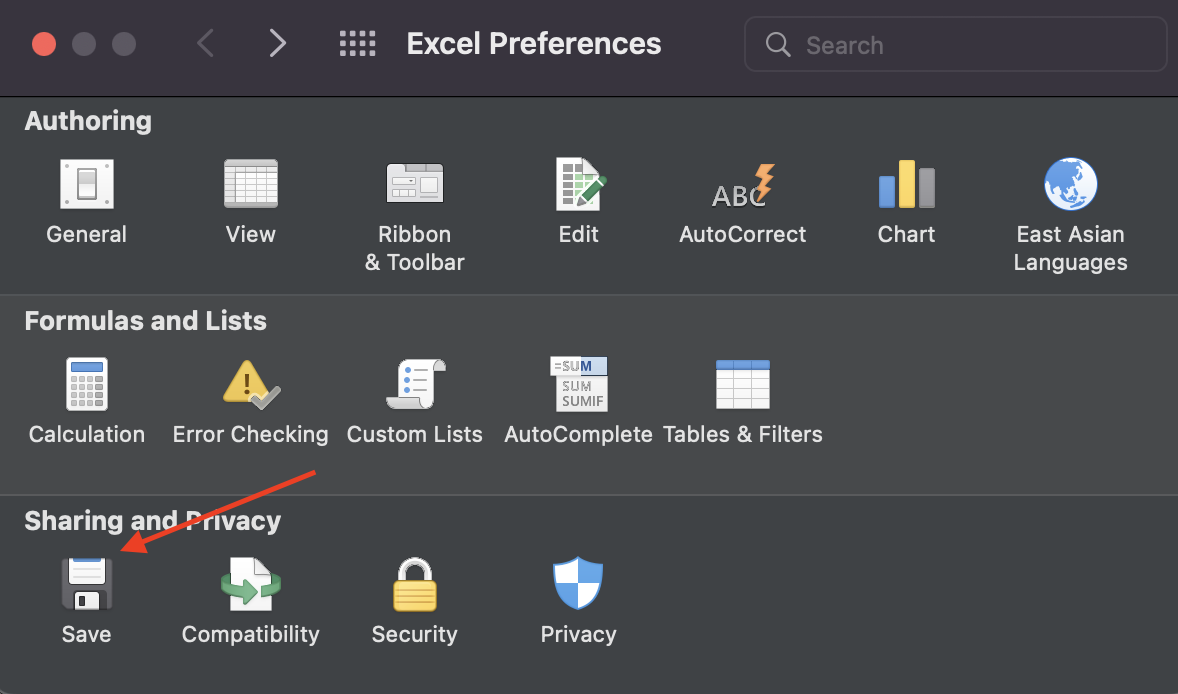 Excel Preferences
Search
Authoring
General
View
Ribbon
& Toolbar
Edit
ABC
AutoCorrect
Chart
East Asian
Languages
Formulas and Lists
Calculation
Error Checking
Custom Lists
=SUM
SUM
SUMIF
AutoComplete
Tables & Filters
Sharing and Privacy
Save
Compatibility
Security
Privacy